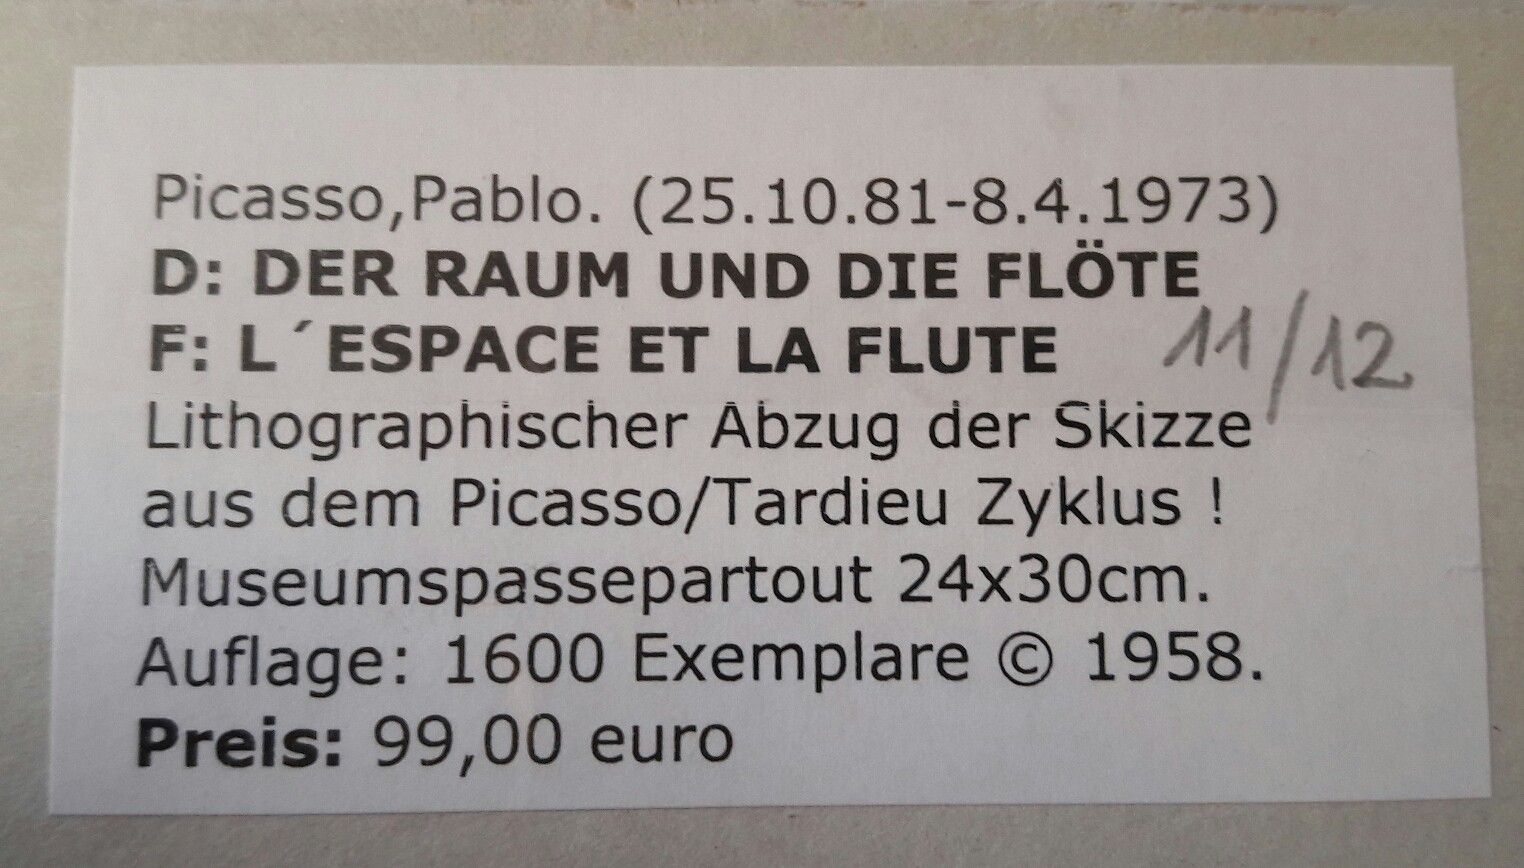 Picasso,Pablo. (25.10.81-8.4.1973)
D: DER RAUM UND DIE FLÖTE
F: L´ESPACE ET LA FLUTE 11/12
Lithographischer Abzug der Skizze
aus dem Picasso/Tardieu Zyklus !
Museumspassepartout 24x30cm.
Auflage: 1600 Exemplare © 1958.
Preis: 99,00 euro